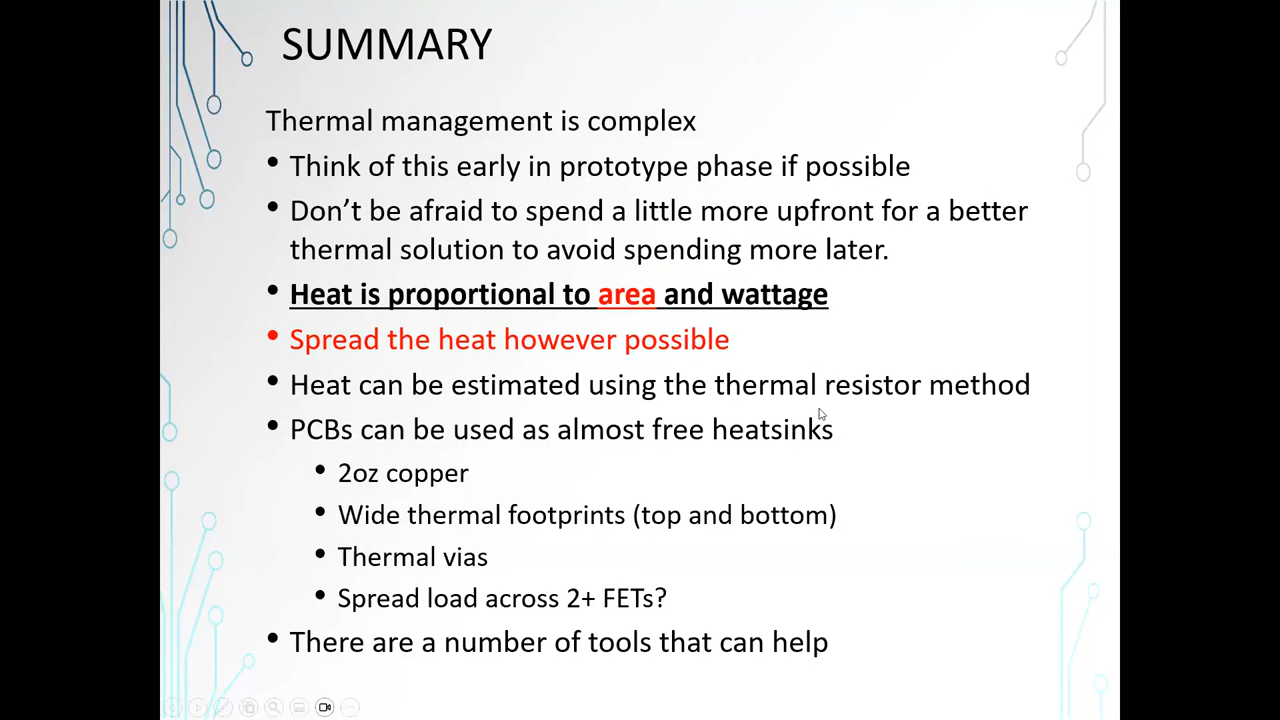 SUMMARY
Thermal management is complex
• Think of this early in prototype phase if possible
• Don't be afraid to spend a little more upfront for a better
thermal solution to avoid spending more later.
• Heat is proportional to area and wattage
• Spread the heat however possible
• Heat can be estimated using the thermal resistor method
• PCBs can be used as almost free heatsinks
• 2oz copper
• Wide thermal footprints (top and bottom)
• Thermal vias
• Spread load across 2+ FETs?
• There are a number of tools that can help